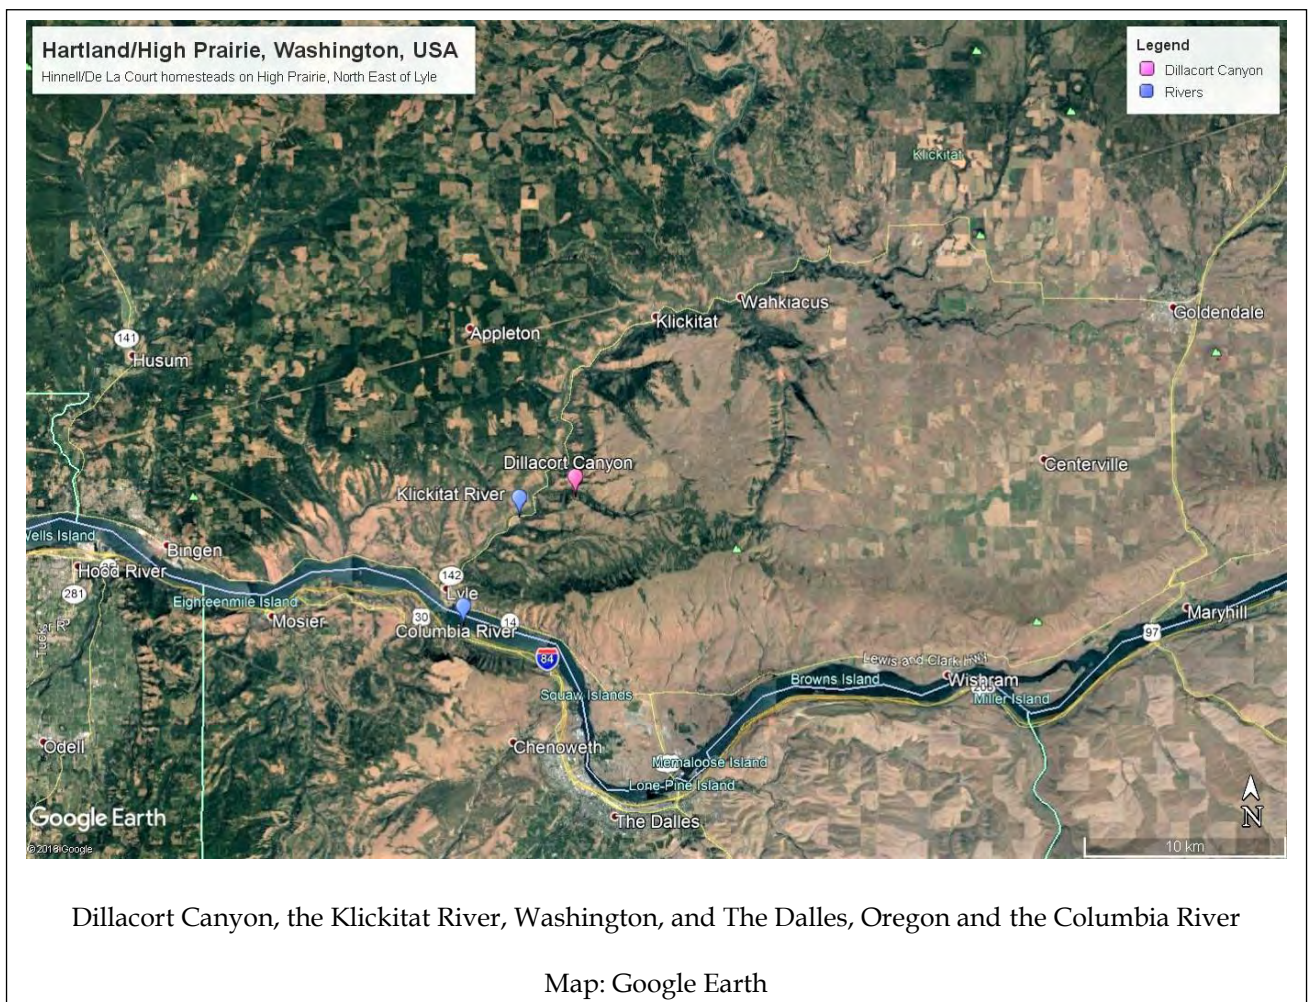 Hartland/High Prairie, Washington, USA
Hinnell/De La Court homesteads on High Prairie, North East of Lyle
Legend
Dillacort Canyon
Rivers
Klickitat
Wahkiacus
Klickitat
Goldendale
Appleton
141
Husum
Dillacort Canyon
Centerville
Klickitat River
Wells Island
Bingen
Hood River
281
142
Lyle
Eighteenmile Island
Mosier
30
14
Columbia River
84
Maryhill
97
Lewis and Clark
Browns Island
Wishram
Miller Island
Squaw Islands
Odell
Chenoweth
Memaloose Island
Lone Pine Island
The Dalles
Google Earth
© 2018 Google
N
10 km
Dillacort Canyon, the Klickitat River, Washington, and The Dalles, Oregon and the Columbia River
Map: Google Earth